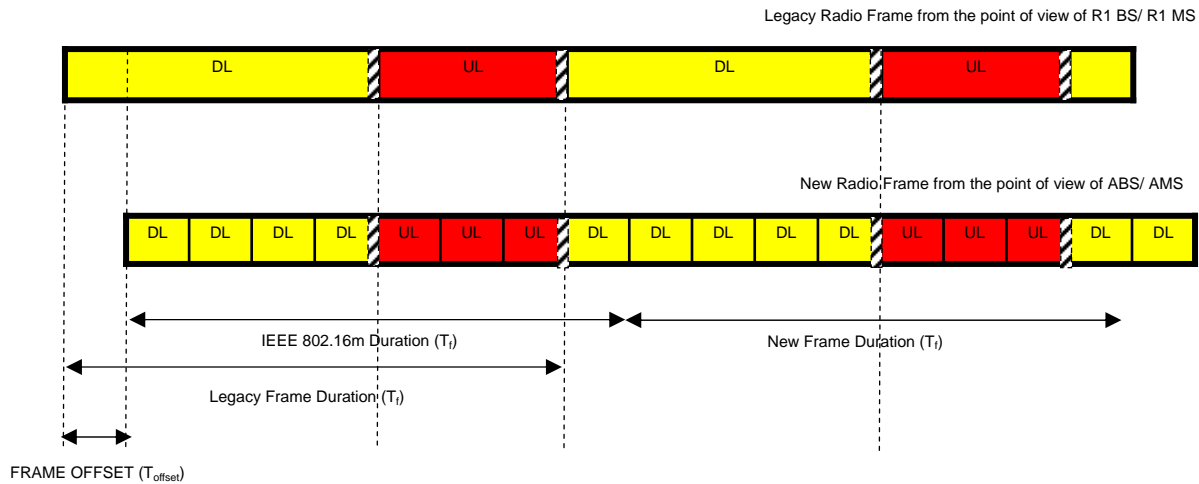 Legacy Radio Frame from the point of view of R1 BS/ R1 MS
DL UL DL UL
New Radio Frame from the point of view of ABS/ AMS
DL DL DL DL UL UL UL DL DL DL DL DL UL UL UL DL DL
IEEE 802.16m Duration (Tf) New Frame Duration (Tf)
Legacy Frame Duration (Tf)
FRAME OFFSET (Toffset)